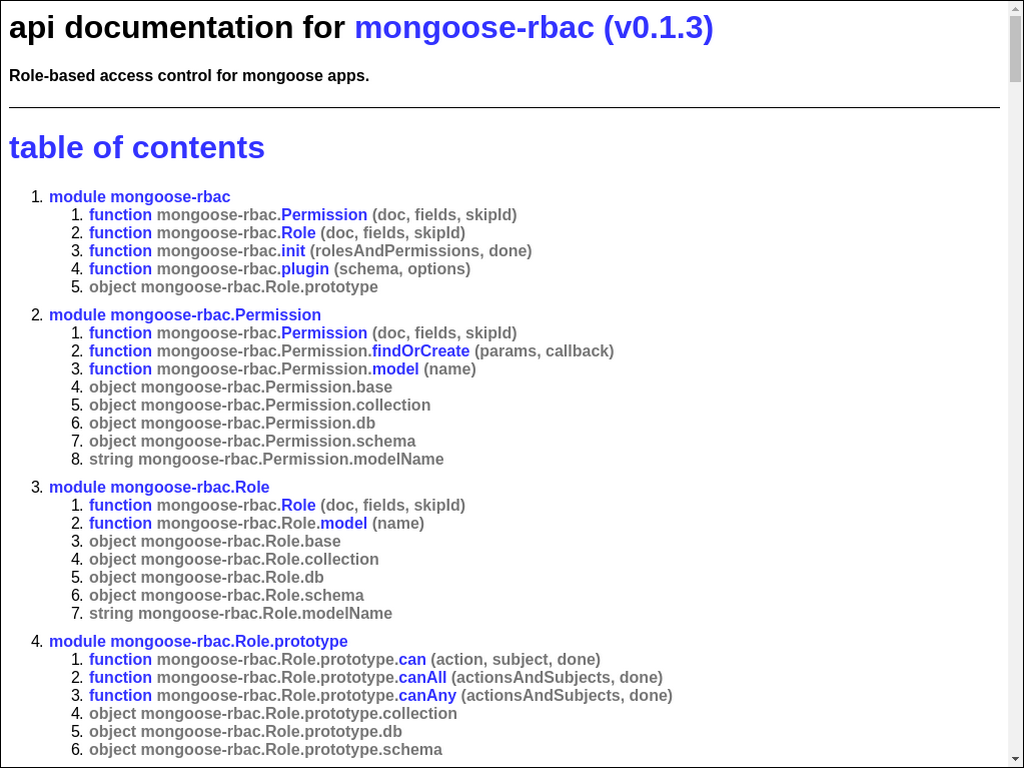 api documentation for mongoose-rbac (v0.1.3)
Role-based access control for mongoose apps.
table of contents
1. module mongoose-rbac
1. function mongoose-rbac.Permission (doc, fields, skipId)
2. function mongoose-rbac.Role (doc, fields, skipId)
3. function mongoose-rbac.init (rolesAndPermissions, done)
4. function mongoose-rbac.plugin (schema, options)
5. object mongoose-rbac.Role.prototype
2. module mongoose-rbac.Permission
1. function mongoose-rbac.Permission (doc, fields, skipId)
2. function mongoose-rbac.Permission.findOrCreate (params, callback)
3. function mongoose-rbac.Permission.model (name)
4. object mongoose-rbac.Permission.base
5. object mongoose-rbac.Permission.collection
6. object mongoose-rbac.Permission.db
7. object mongoose-rbac.Permission.schema
8. string mongoose-rbac.Permission.modelName
3. module mongoose-rbac.Role
1. function mongoose-rbac.Role (doc, fields, skipId)
2. function mongoose-rbac.Role.model (name)
3. object mongoose-rbac.Role.base
4. object mongoose-rbac.Role.collection
5. object mongoose-rbac.Role.db
6. object mongoose-rbac.Role.schema
7. string mongoose-rbac.Role.modelName
4. module mongoose-rbac.Role.prototype
1. function mongoose-rbac.Role.prototype.can (action, subject, done)
2. function mongoose-rbac.Role.prototype.canAll (actionsAndSubjects, done)
3. function mongoose-rbac.Role.prototype.canAny (actionsAndSubjects, done)
4. object mongoose-rbac.Role.prototype.collection
5. object mongoose-rbac.Role.prototype.db
6. object mongoose-rbac.Role.prototype.schema